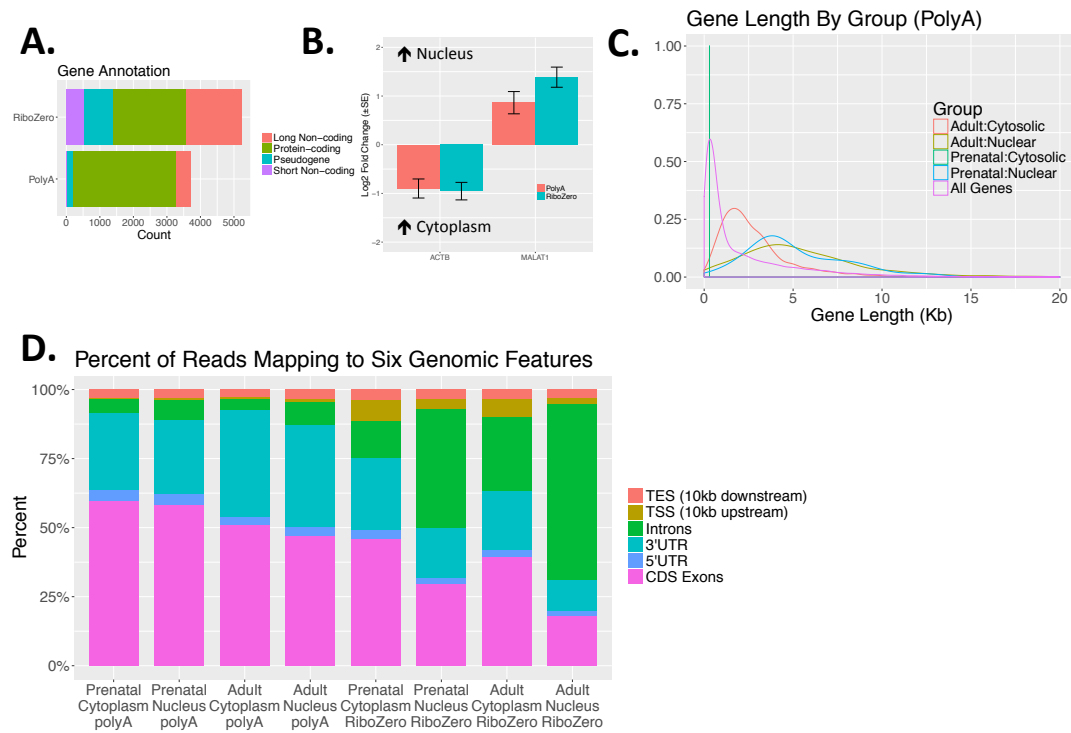 A.
Gene Annotation
RiboZero
PolyA
0 1000 2000 3000 4000 5000
Count
Long Non-coding
Protein-coding
Pseudogene
Short Non-coding
B.
2
1
0
−1
−2
Log2 Fold Change (±SE)
↑ Nucleus
↑ Cytoplasm
PolyA
RiboZero
ACTB MALAT1
C.
Gene Length By Group (PolyA)
1.00
0.75
0.50
0.25
0.00
0 5 10 15 20
Gene Length (Kb)
Group
Adult:Cytosolic
Adult:Nuclear
Prenatal:Cytosolic
Prenatal:Nuclear
All Genes
D.
Percent of Reads Mapping to Six Genomic Features
100%
75%
50%
25%
0%
Percent
TES (10kb downstream)
TSS (10kb upstream)
Introns
3'UTR
5'UTR
CDS Exons
Prenatal Prenatal Adult Adult Prenatal Prenatal Adult Adult
Cytoplasm Nucleus Cytoplasm Nucleus Cytoplasm Nucleus Cytoplasm Nucleus
polyA polyA polyA polyA RiboZero RiboZero RiboZero RiboZero